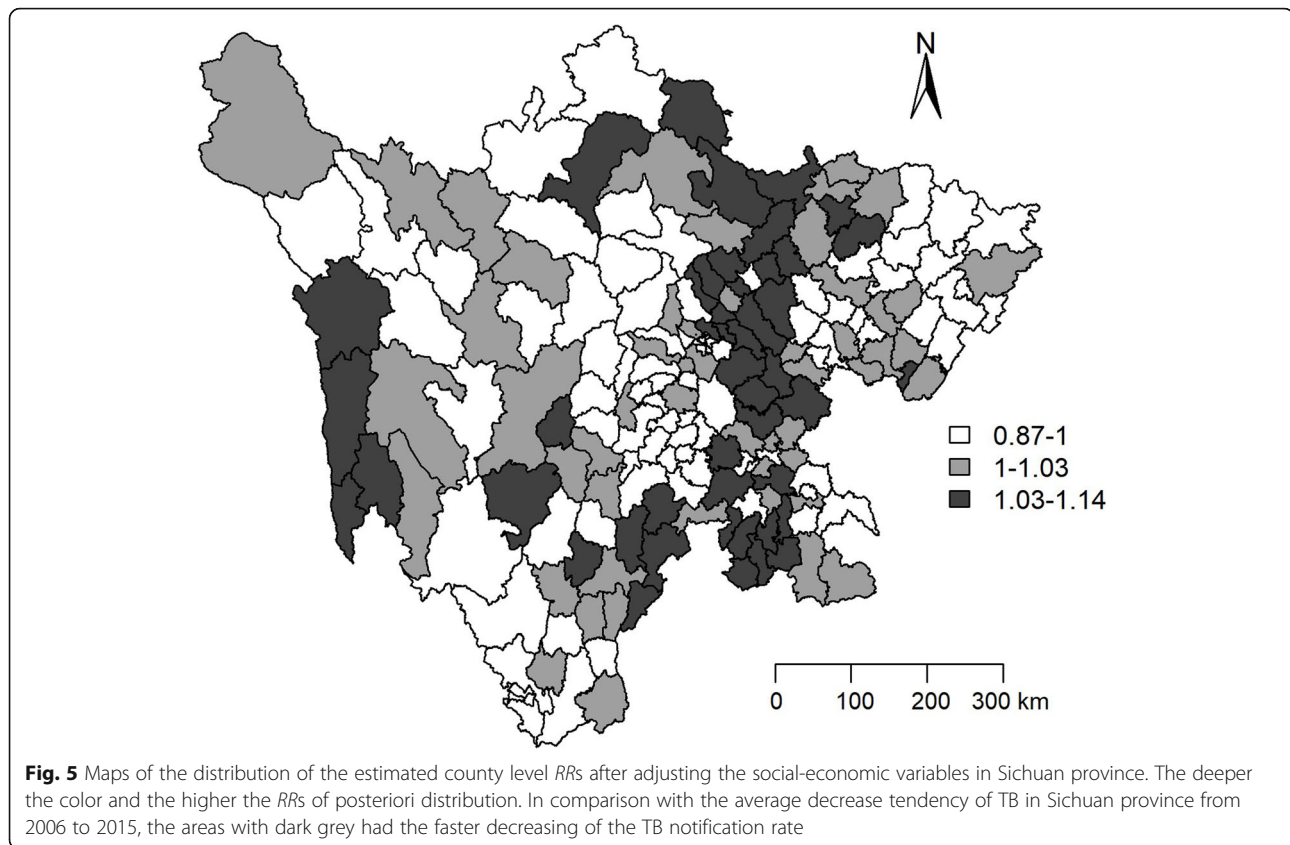 N
0.87-1
1-1.03
1.03-1.14
0 100 200 300 km
Fig. 5 Maps of the distribution of the estimated county level RRs after adjusting the social-economic variables in Sichuan province. The deeper
the color and the higher the RRs of posteriori distribution. In comparison with the average decrease tendency of TB in Sichuan province from
2006 to 2015, the areas with dark grey had the faster decreasing of the TB notification rate